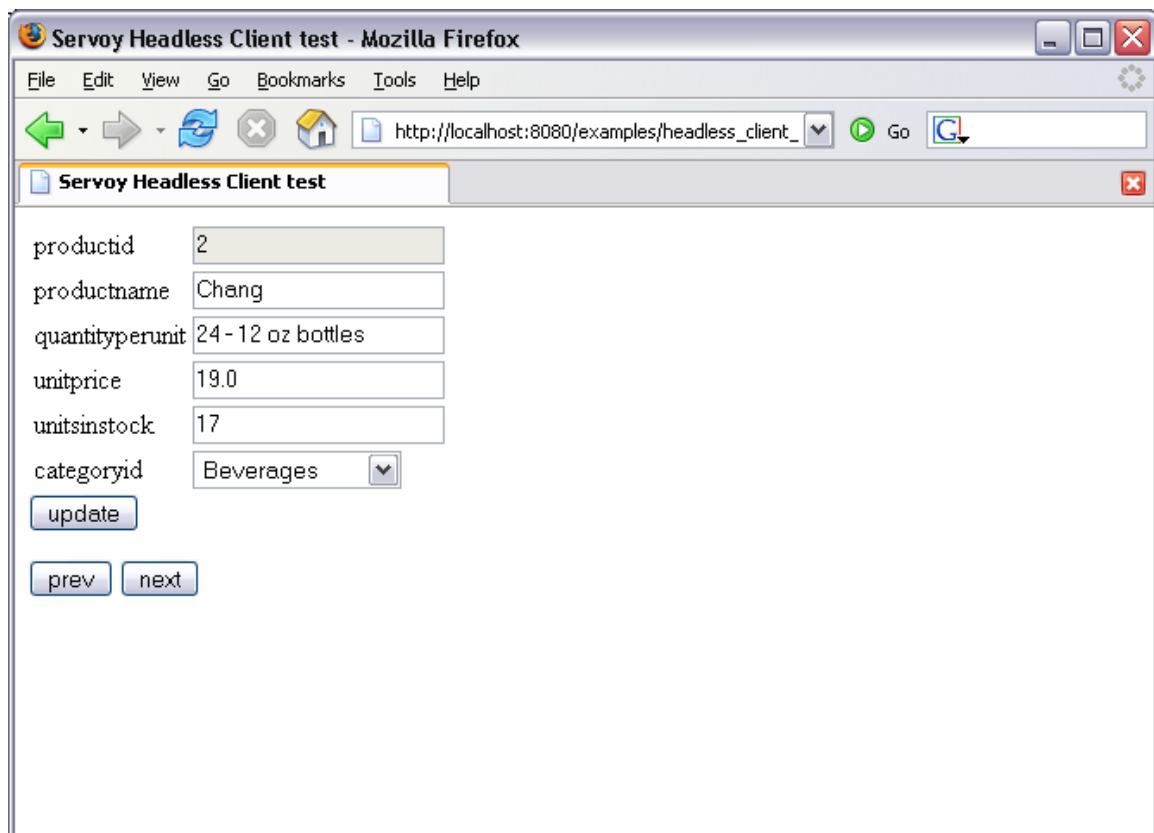 Servoy Headless Client test - Mozilla Firefox
File Edit View Go Bookmarks Tools Help
http://localhost:8080/examples/headless_client_ Go G
Servoy Headless Client test
productid 2
productname Chang
quantityperunit 24 - 12 oz bottles
unitprice 19.0
unitsinstock 17
categoryid Beverages
update
prev next